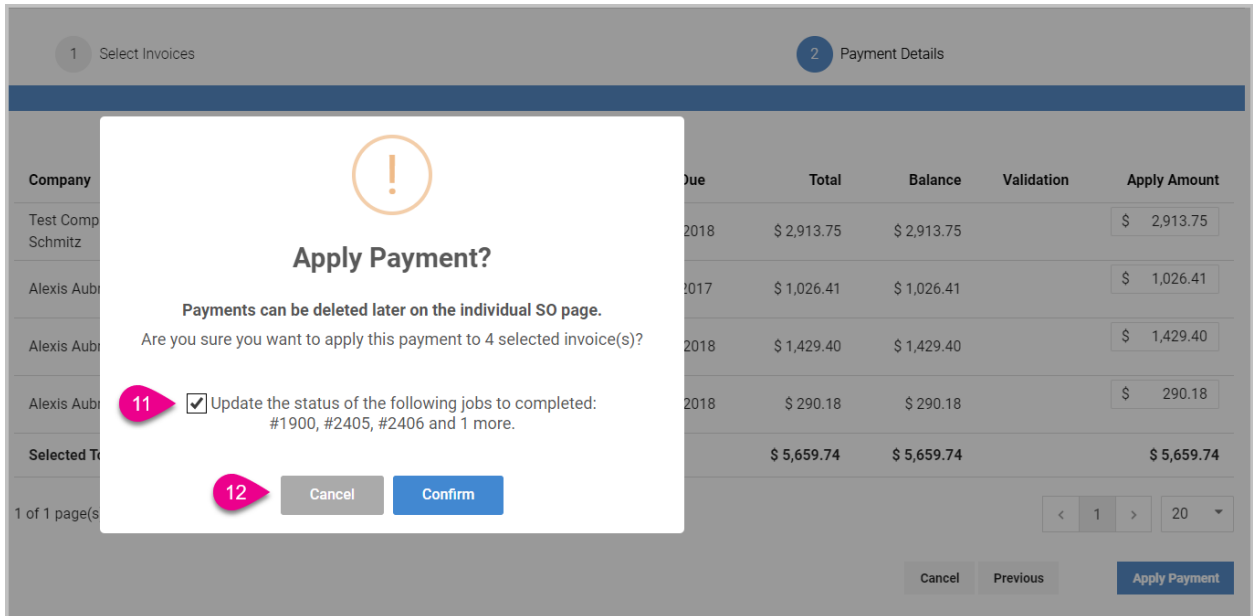 1 Select Invoices 2 Payment Details
Company Due Total Balance Validation Apply Amount
Test Comp
Schmitz 2018 $ 2,913.75 $ 2,913.75 $ 2,913.75
Alexis Aubr 2017 $ 1,026.41 $ 1,026.41 $ 1,026.41
Alexis Aubr 2018 $ 1,429.40 $ 1,429.40 $ 1,429.40
Alexis Aubr 2018 $ 290.18 $ 290.18 $ 290.18
Selected To $ 5,659.74 $ 5,659.74 $ 5,659.74
1 of 1 page(s < 1 > 20
Cancel Previous Apply Payment
!
Apply Payment?
Payments can be deleted later on the individual SO page.
Are you sure you want to apply this payment to 4 selected invoice(s)?
11 Update the status of the following jobs to completed:
#1900, #2405, #2406 and 1 more.
12 Cancel Confirm